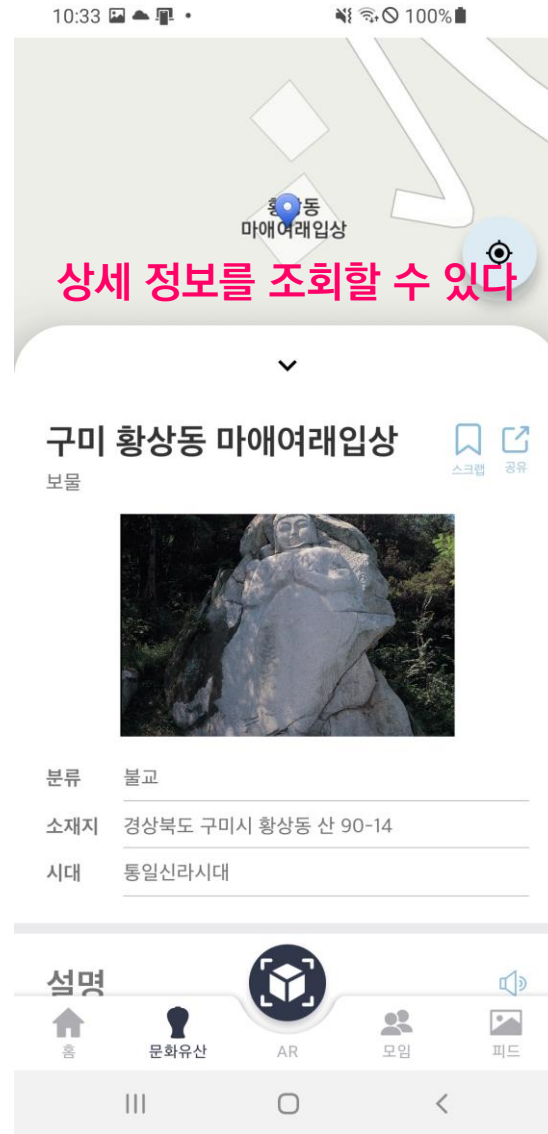 10:33
100%
황상동
마애여래입상
상세 정보를 조회할 수 있다
구미 황상동 마애여래입상
보물
스크랩
공유
분류 불교
소재지 경상북도 구미시 황상동 산 90-14
시대 통일신라시대
설명
홈 문화유산 AR 모임 피드